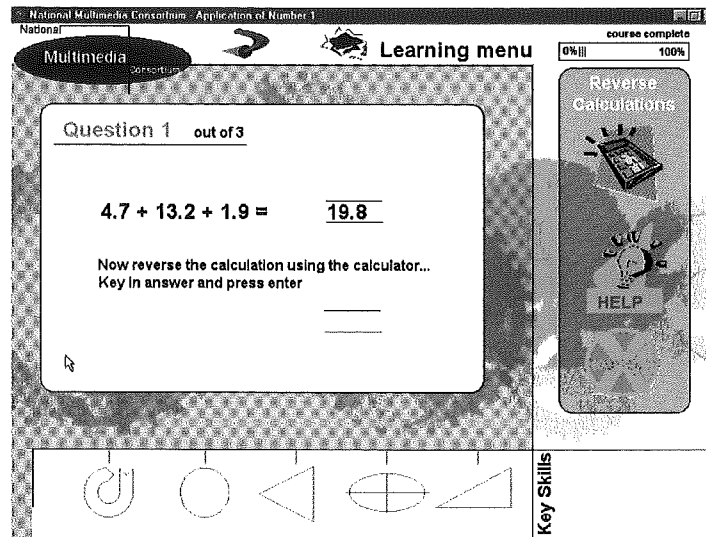 National Multimedia Consortium - Application of Number 1
National
Multimedia
Consortium
Learning menu
course complete
0%
100%
Reverse
Calculations
Question 1 out of 3
4.7 + 13.2 + 1.9 = 19.8
Now reverse the calculation using the calculator...
Key in answer and press enter
HELP
Key Skills